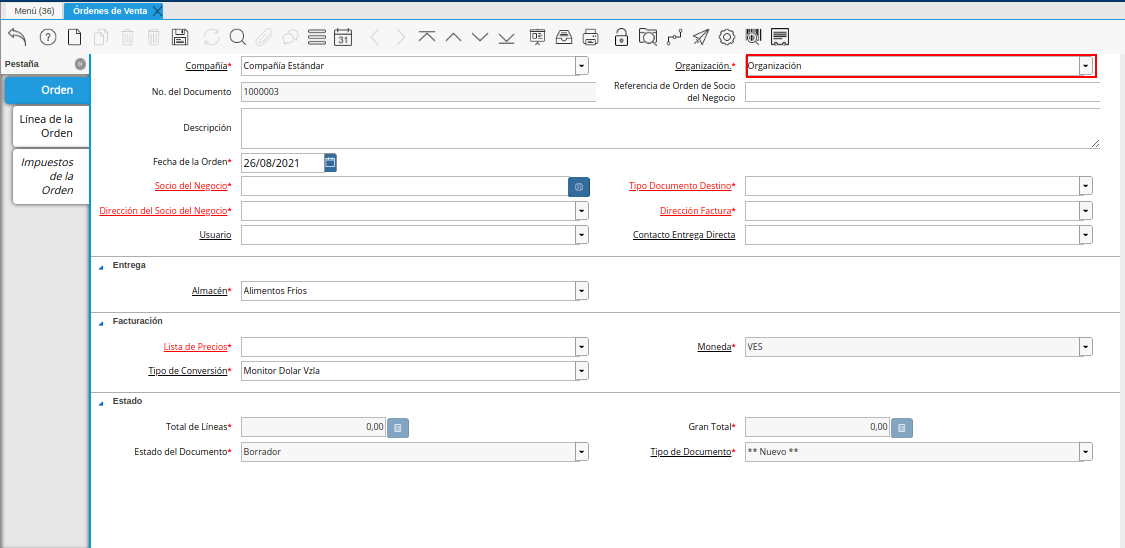 Menú (36) Órdenes de Venta
31
Pestaña
Orden
Línea de la
Orden
Impuestos
de la
Orden
Compañía* Compañía Estándar Organización.* Organización
No. del Documento 1000003 Referencia de Orden de Socio
del Negocio
Descripción
Fecha de la Orden* 26/08/2021
Socio del Negocio* Tipo Documento Destino*
Dirección del Socio del Negocio* Dirección Factura*
Usuario Contacto Entrega Directa
Entrega
Almacén* Alimentos Fríos
Facturación
Lista de Precios* Moneda* VES
Tipo de Conversión* Monitor Dolar Vzla
Estado
Total de Líneas* 0,00 Gran Total* 0,00
Estado del Documento* Borrador Tipo de Documento* ** Nuevo **